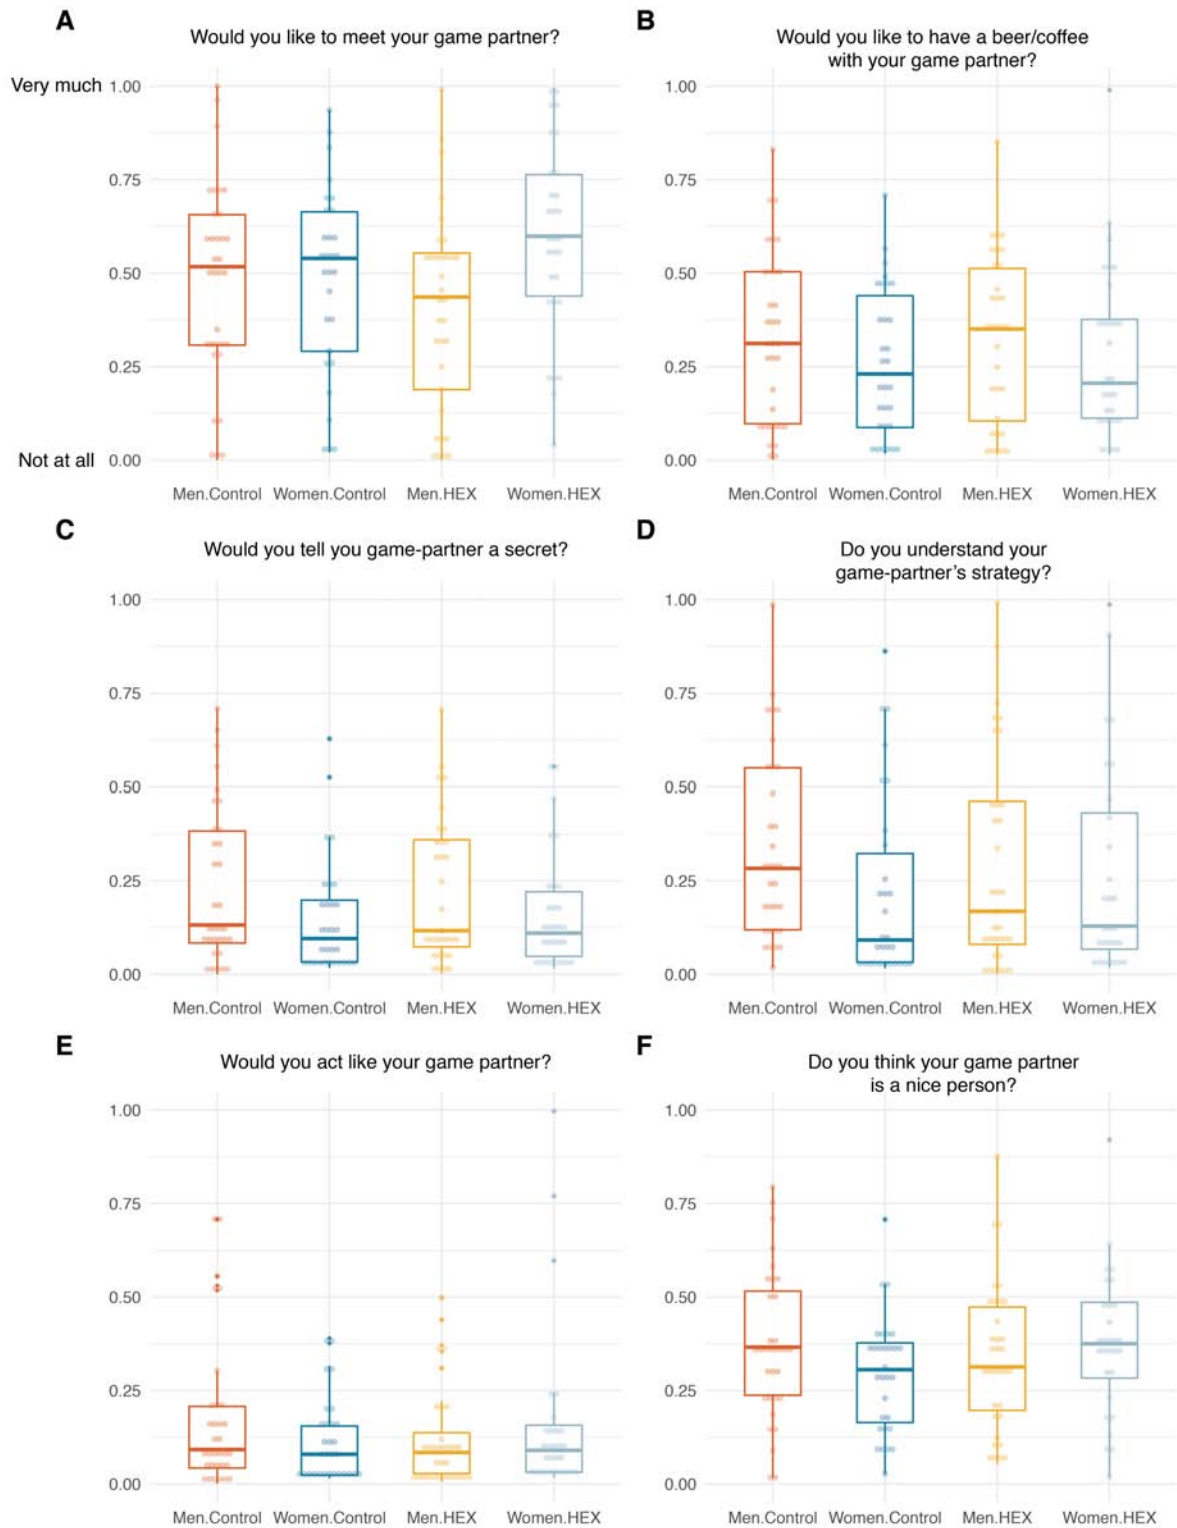 A
Would you like to meet your game partner?
Very much 1.00
0.75
0.50
0.25
Not at all 0.00
Men.Control Women.Control Men.HEX Women.HEX
B
Would you like to have a beer/coffee
with your game partner?
1.00
0.75
0.50
0.25
0.00
Men.Control Women.Control Men.HEX Women.HEX
C
Would you tell you game-partner a secret?
1.00
0.75
0.50
0.25
0.00
Men.Control Women.Control Men.HEX Women.HEX
D
Do you understand your
game-partner’s strategy?
1.00
0.75
0.50
0.25
0.00
Men.Control Women.Control Men.HEX Women.HEX
E
Would you act like your game partner?
1.00
0.75
0.50
0.25
0.00
Men.Control Women.Control Men.HEX Women.HEX
F
Do you think your game partner
is a nice person?
1.00
0.75
0.50
0.25
0.00
Men.Control Women.Control Men.HEX Women.HEX